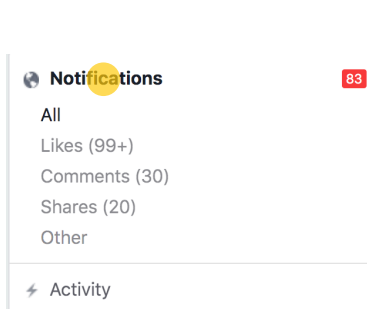 Notifications 83
All
Likes (99+)
Comments (30)
Shares (20)
Other
Activity